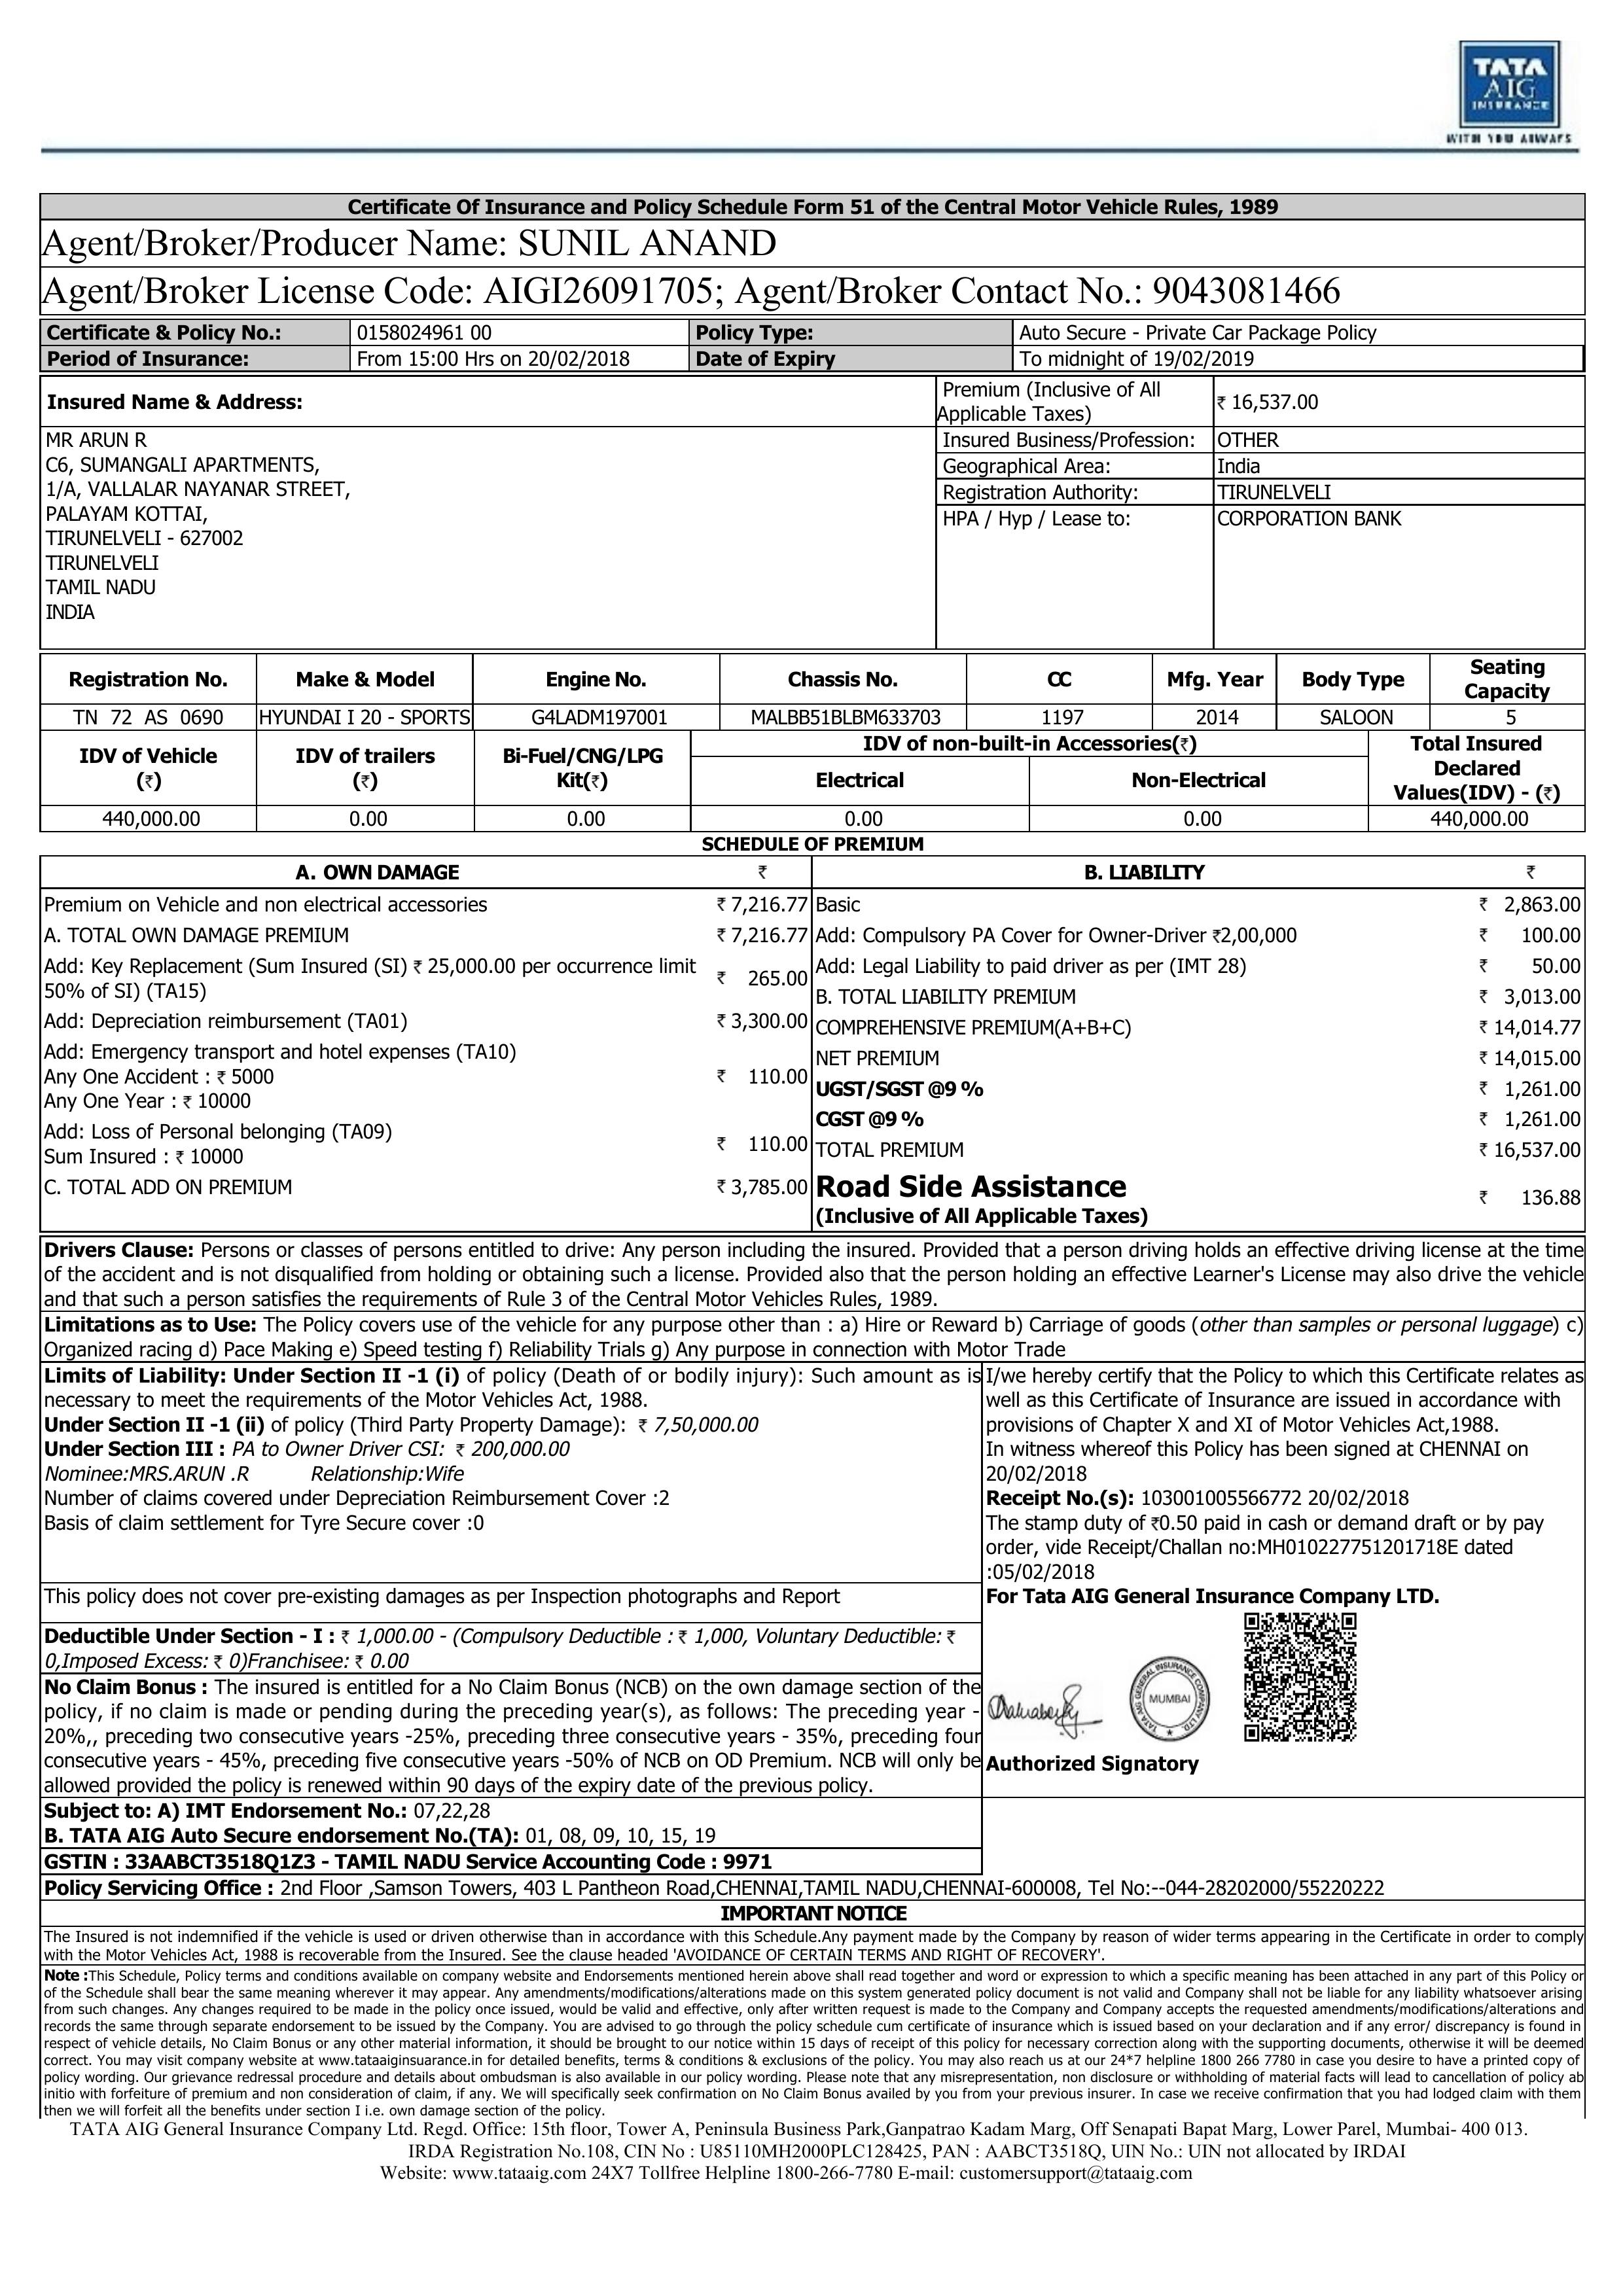 TATA
AIG
INSURANCE
WITH YOU ALWAYS
Certificate Of Insurance and Policy Schedule Form 51 of the Central Motor Vehicle Rules, 1989
Agent/Broker/Producer Name: SUNIL ANAND
Agent/Broker License Code: AIGI26091705; Agent/Broker Contact No.: 9043081466
Certificate & Policy No.: 0158024961 00 Policy Type: Auto Secure - Private Car Package Policy
Period of Insurance: From 15:00 Hrs on 20/02/2018 Date of Expiry To midnight of 19/02/2019
Insured Name & Address:
MR ARUN R
C6, SUMANGALI APARTMENTS,
1/A, VALLALAR NAYANAR STREET,
PALAYAM KOTTAI,
TIRUNELVELI - 627002
TIRUNELVELI
TAMIL NADU
INDIA
Premium (Inclusive of All
Applicable Taxes) ₹ 16,537.00
Insured Business/Profession: OTHER
Geographical Area: India
Registration Authority: TIRUNELVELI
HPA / Hyp / Lease to: CORPORATION BANK
Registration No. Make & Model Engine No. Chassis No. CC Mfg. Year Body Type Seating
Capacity
TN 72 AS 0690 HYUNDAI I 20 - SPORTS G4LADM197001 MALBB51BLBM633703 1197 2014 SALOON 5
IDV of Vehicle
(₹)
IDV of trailers
(₹)
Bi-Fuel/CNG/LPG
Kit(₹)
IDV of non-built-in Accessories(₹)
Electrical Non-Electrical
Total Insured
Declared
Values(IDV) - (₹)
440,000.00 0.00 0.00 0.00 0.00 440,000.00
SCHEDULE OF PREMIUM
A. OWN DAMAGE ₹
Premium on Vehicle and non electrical accessories ₹ 7,216.77
A. TOTAL OWN DAMAGE PREMIUM ₹ 7,216.77
Add: Key Replacement (Sum Insured (SI) ₹ 25,000.00 per occurrence limit
50% of SI) (TA15) ₹ 265.00
Add: Depreciation reimbursement (TA01) ₹ 3,300.00
Add: Emergency transport and hotel expenses (TA10)
Any One Accident : ₹ 5000 ₹ 110.00
Any One Year : ₹ 10000
Add: Loss of Personal belonging (TA09)
Sum Insured : ₹ 10000 ₹ 110.00
C. TOTAL ADD ON PREMIUM ₹ 3,785.00
B. LIABILITY ₹
Basic ₹ 2,863.00
Add: Compulsory PA Cover for Owner-Driver ₹2,00,000 ₹ 100.00
Add: Legal Liability to paid driver as per (IMT 28) ₹ 50.00
B. TOTAL LIABILITY PREMIUM ₹ 3,013.00
COMPREHENSIVE PREMIUM(A+B+C) ₹ 14,014.77
NET PREMIUM ₹ 14,015.00
UGST/SGST @9 % ₹ 1,261.00
CGST @9 % ₹ 1,261.00
TOTAL PREMIUM ₹ 16,537.00
Road Side Assistance
(Inclusive of All Applicable Taxes) ₹ 136.88
Drivers Clause: Persons or classes of persons entitled to drive: Any person including the insured. Provided that a person driving holds an effective driving license at the time
of the accident and is not disqualified from holding or obtaining such a license. Provided also that the person holding an effective Learner's License may also drive the vehicle
and that such a person satisfies the requirements of Rule 3 of the Central Motor Vehicles Rules, 1989.
Limitations as to Use: The Policy covers use of the vehicle for any purpose other than : a) Hire or Reward b) Carriage of goods (other than samples or personal luggage) c)
Organized racing d) Pace Making e) Speed testing f) Reliability Trials g) Any purpose in connection with Motor Trade
Limits of Liability: Under Section II -1 (i) of policy (Death of or bodily injury): Such amount as is
necessary to meet the requirements of the Motor Vehicles Act, 1988.
Under Section II -1 (ii) of policy (Third Party Property Damage): ₹ 7,50,000.00
Under Section III : PA to Owner Driver CSI: ₹ 200,000.00
Nominee:MRS.ARUN .R Relationship:Wife
Number of claims covered under Depreciation Reimbursement Cover :2
Basis of claim settlement for Tyre Secure cover :0
This policy does not cover pre-existing damages as per Inspection photographs and Report
Deductible Under Section - I : ₹ 1,000.00 - (Compulsory Deductible : ₹ 1,000, Voluntary Deductible: ₹
0,Imposed Excess: ₹ 0)Franchisee: ₹ 0.00
No Claim Bonus : The insured is entitled for a No Claim Bonus (NCB) on the own damage section of the
policy, if no claim is made or pending during the preceding year(s), as follows: The preceding year -
20%,, preceding two consecutive years -25%, preceding three consecutive years - 35%, preceding four
consecutive years - 45%, preceding five consecutive years -50% of NCB on OD Premium. NCB will only be
allowed provided the policy is renewed within 90 days of the expiry date of the previous policy.
Subject to: A) IMT Endorsement No.: 07,22,28
B. TATA AIG Auto Secure endorsement No.(TA): 01, 08, 09, 10, 15, 19
GSTIN : 33AABCT3518Q1Z3 - TAMIL NADU Service Accounting Code : 9971
I/we hereby certify that the Policy to which this Certificate relates as
well as this Certificate of Insurance are issued in accordance with
provisions of Chapter X and XI of Motor Vehicles Act,1988.
In witness whereof this Policy has been signed at CHENNAI on
20/02/2018
Receipt No.(s): 103001005566772 20/02/2018
The stamp duty of ₹0.50 paid in cash or demand draft or by pay
order, vide Receipt/Challan no:MH010227751201718E dated
:05/02/2018
For Tata AIG General Insurance Company LTD.
TATA AIG GENERAL INSURANCE COMPANY LTD.
MUMBAI
Authorized Signatory
Policy Servicing Office : 2nd Floor ,Samson Towers, 403 L Pantheon Road,CHENNAI,TAMIL NADU,CHENNAI-600008, Tel No:--044-28202000/55220222
IMPORTANT NOTICE
The Insured is not indemnified if the vehicle is used or driven otherwise than in accordance with this Schedule.Any payment made by the Company by reason of wider terms appearing in the Certificate in order to comply
with the Motor Vehicles Act, 1988 is recoverable from the Insured. See the clause headed 'AVOIDANCE OF CERTAIN TERMS AND RIGHT OF RECOVERY'.
Note :This Schedule, Policy terms and conditions available on company website and Endorsements mentioned herein above shall read together and word or expression to which a specific meaning has been attached in any part of this Policy or
of the Schedule shall bear the same meaning wherever it may appear. Any amendments/modifications/alterations made on this system generated policy document is not valid and Company shall not be liable for any liability whatsoever arising
from such changes. Any changes required to be made in the policy once issued, would be valid and effective, only after written request is made to the Company and Company accepts the requested amendments/modifications/alterations and
records the same through separate endorsement to be issued by the Company. You are advised to go through the policy schedule cum certificate of insurance which is issued based on your declaration and if any error/ discrepancy is found in
respect of vehicle details, No Claim Bonus or any other material information, it should be brought to our notice within 15 days of receipt of this policy for necessary correction along with the supporting documents, otherwise it will be deemed
correct. You may visit company website at www.tataaiginsuarance.in for detailed benefits, terms & conditions & exclusions of the policy. You may also reach us at our 24*7 helpline 1800 266 7780 in case you desire to have a printed copy of
policy wording. Our grievance redressal procedure and details about ombudsman is also available in our policy wording. Please note that any misrepresentation, non disclosure or withholding of material facts will lead to cancellation of policy ab
initio with forfeiture of premium and non consideration of claim, if any. We will specifically seek confirmation on No Claim Bonus availed by you from your previous insurer. In case we receive confirmation that you had lodged claim with them
then we will forfeit all the benefits under section I i.e. own damage section of the policy.
TATA AIG General Insurance Company Ltd. Regd. Office: 15th floor, Tower A, Peninsula Business Park,Ganpatrao Kadam Marg, Off Senapati Bapat Marg, Lower Parel, Mumbai- 400 013.
IRDA Registration No.108, CIN No : U85110MH2000PLC128425, PAN : AABCT3518Q, UIN No.: UIN not allocated by IRDAI
Website: www.tataaig.com 24X7 Tollfree Helpline 1800-266-7780 E-mail: customersupport@tataaig.com